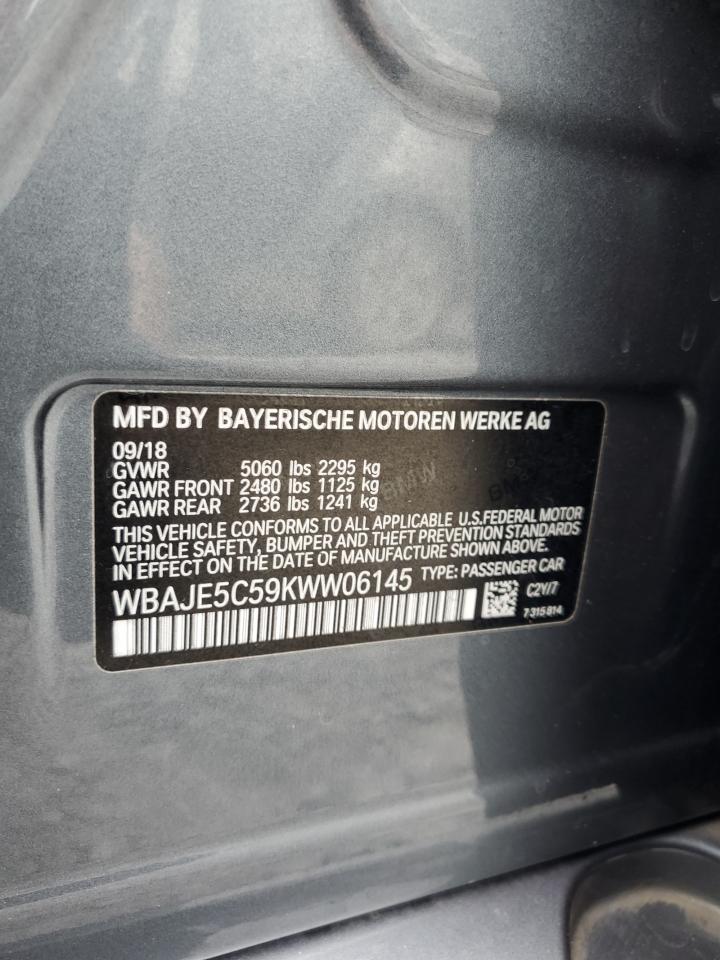 MFD BY BAYERISCHE MOTOREN WERKE AG
09/18
GVWR 5060 lbs 2295 kg
GAWR FRONT 2480 lbs 1125 kg
GAWR REAR 2736 lbs 1241 kg
THIS VEHICLE CONFORMS TO ALL APPLICABLE U.S.FEDERAL MOTOR
VEHICLE SAFETY, BUMPER AND THEFT PREVENTION STANDARDS
IN EFFECT ON THE DATE OF MANUFACTURE SHOWN ABOVE.
WBAJE5C59KWW06145 TYPE: PASSENGER CAR
C2Y/7
7 315 814
BMW
BMW